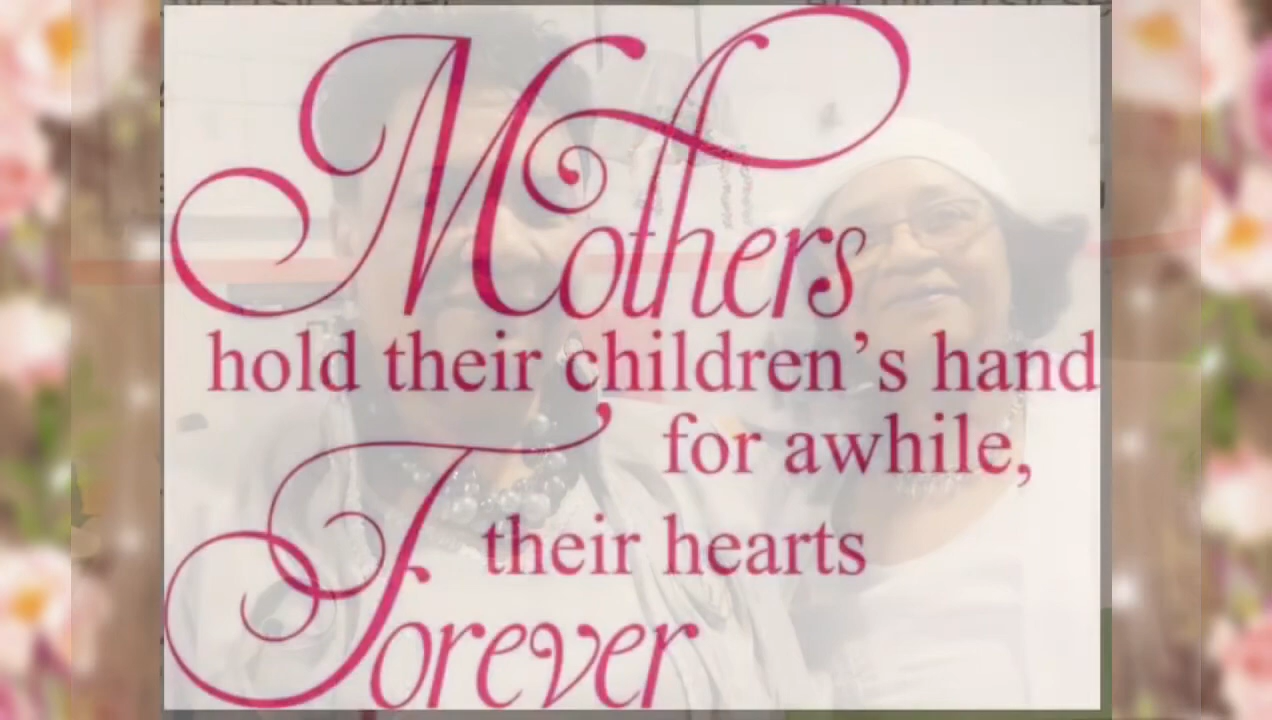 Mothers
hold their children's hand
for awhile,
their hearts
Forever